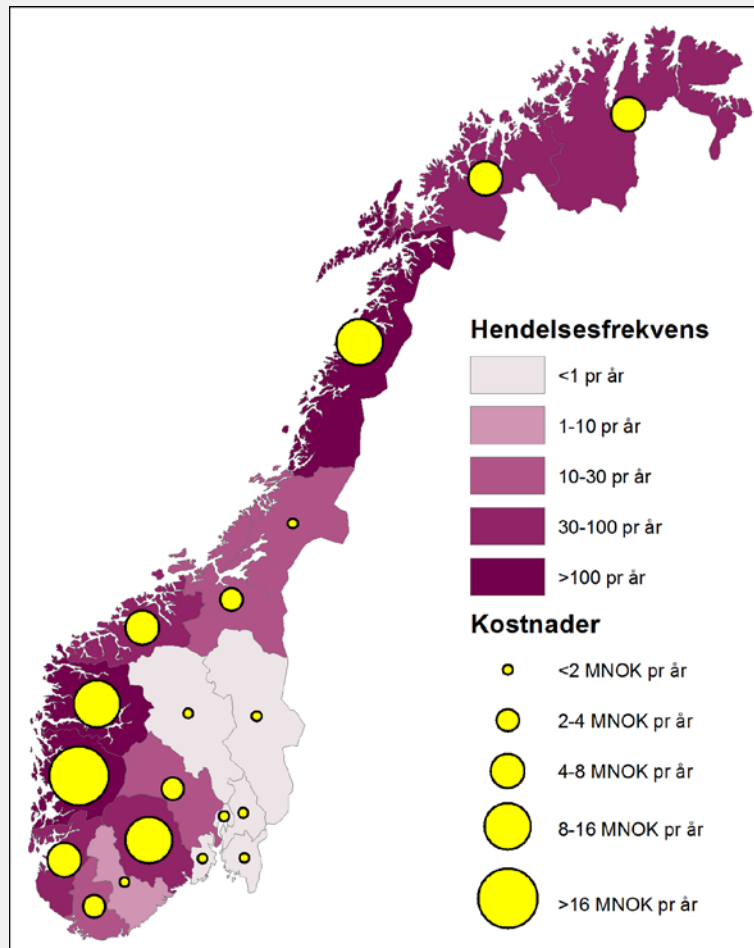 Hendelsesfrekvens
<1 pr år
1-10 pr år
10-30 pr år
30-100 pr år
>100 pr år
Kostnader
<2 MNOK pr år
2-4 MNOK pr år
4-8 MNOK pr år
8-16 MNOK pr år
>16 MNOK pr år